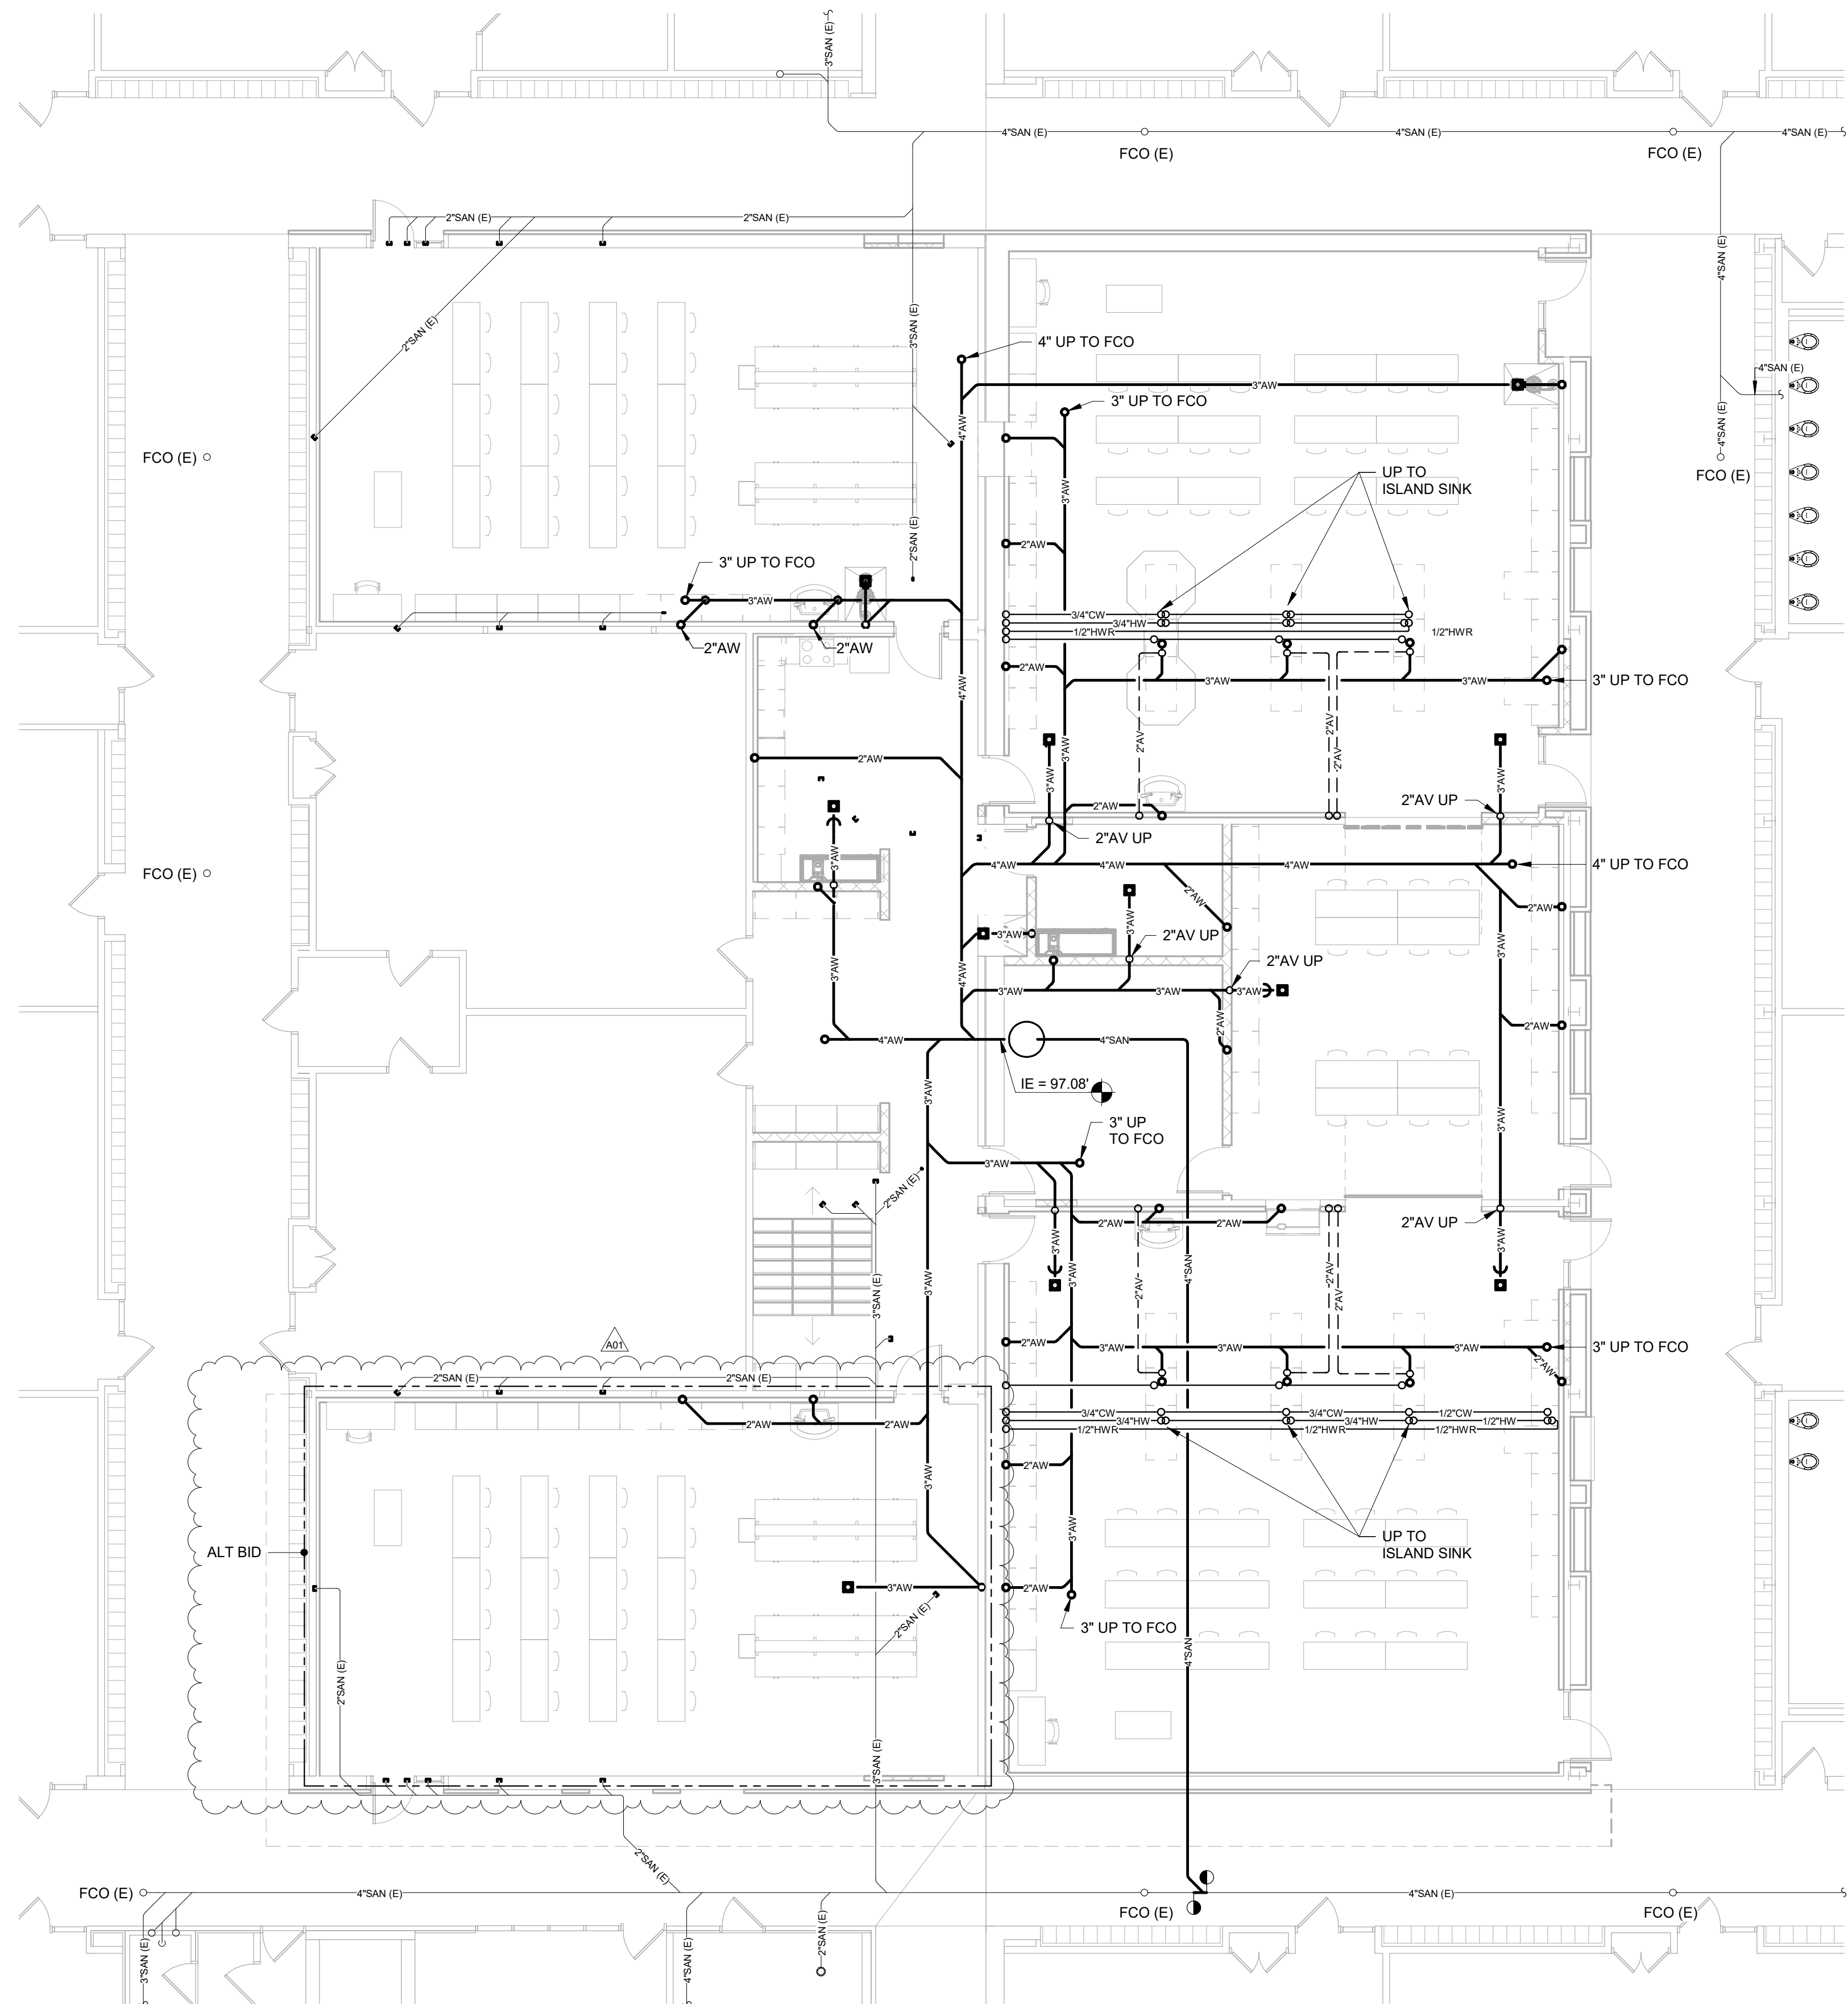 3"SAN (E)
4"SAN (E)
4"SAN (E)
4"SAN (E)
FCO (E)
FCO (E)
2"SAN (E)
2"SAN (E)
4"SAN (E)
2"SAN (E)
3"SAN (E)
4" UP TO FCO
4"SAN (E)
3"AW
3" UP TO FCO
4"AW
4"SAN (E)
FCO (E)
UP TO
ISLAND SINK
FCO (E)
3"AW
2"SAN (E)
2"AW
3" UP TO FCO
3"AW
3/4"CW
3/4"HW
1/2"HWR
1/2"HWR
2"AW
2"AW
2"AW
4"AW
3"AW
3"AW
3" UP TO FCO
2"AV
2"AV
2"AV
3"AW
2"AW
3"AW
3"AW
2"AW
2"AV UP
2"AV UP
3"AW
4"AW
4"AW
4"AW
4" UP TO FCO
FCO (E)
2"AW
2"AW
3"AW
3"AW
2"AV UP
3"AW
2"AV UP
3"AW
4"AW
3"AW
3"AW
3"AW
2"AW
2"AW
4"AW
4"SAN
IE = 97.08'
3"AW
3" UP
TO FCO
3"AW
3"AW
2"SAN (E)
2"AW
2"AW
2"AV UP
3"AW
3"AW
3"AW
4"SAN
2"AV
2"AV
2"AV
3"SAN (E)
3"AW
A01
2"AW
3"AW
3"AW
3"AW
3" UP TO FCO
2"AW
2"SAN (E)
2"SAN (E)
3/4"CW
3/4"CW
1/2"CW
3/4"HW
3/4"HW
1/2"HW
1/2"HWR
1/2"HWR
1/2"HWR
2"AW
2"AW
2"AW
3"AW
3"AW
UP TO
ISLAND SINK
ALT BID
3"AW
2"AW
2"SAN (E)
3" UP TO FCO
4"SAN
2"SAN (E)
3"SAN (E)
2"SAN (E)
FCO (E)
4"SAN (E)
4"SAN (E)
FCO (E)
FCO (E)
3"SAN (E)
4"SAN (E)
2"SAN (E)